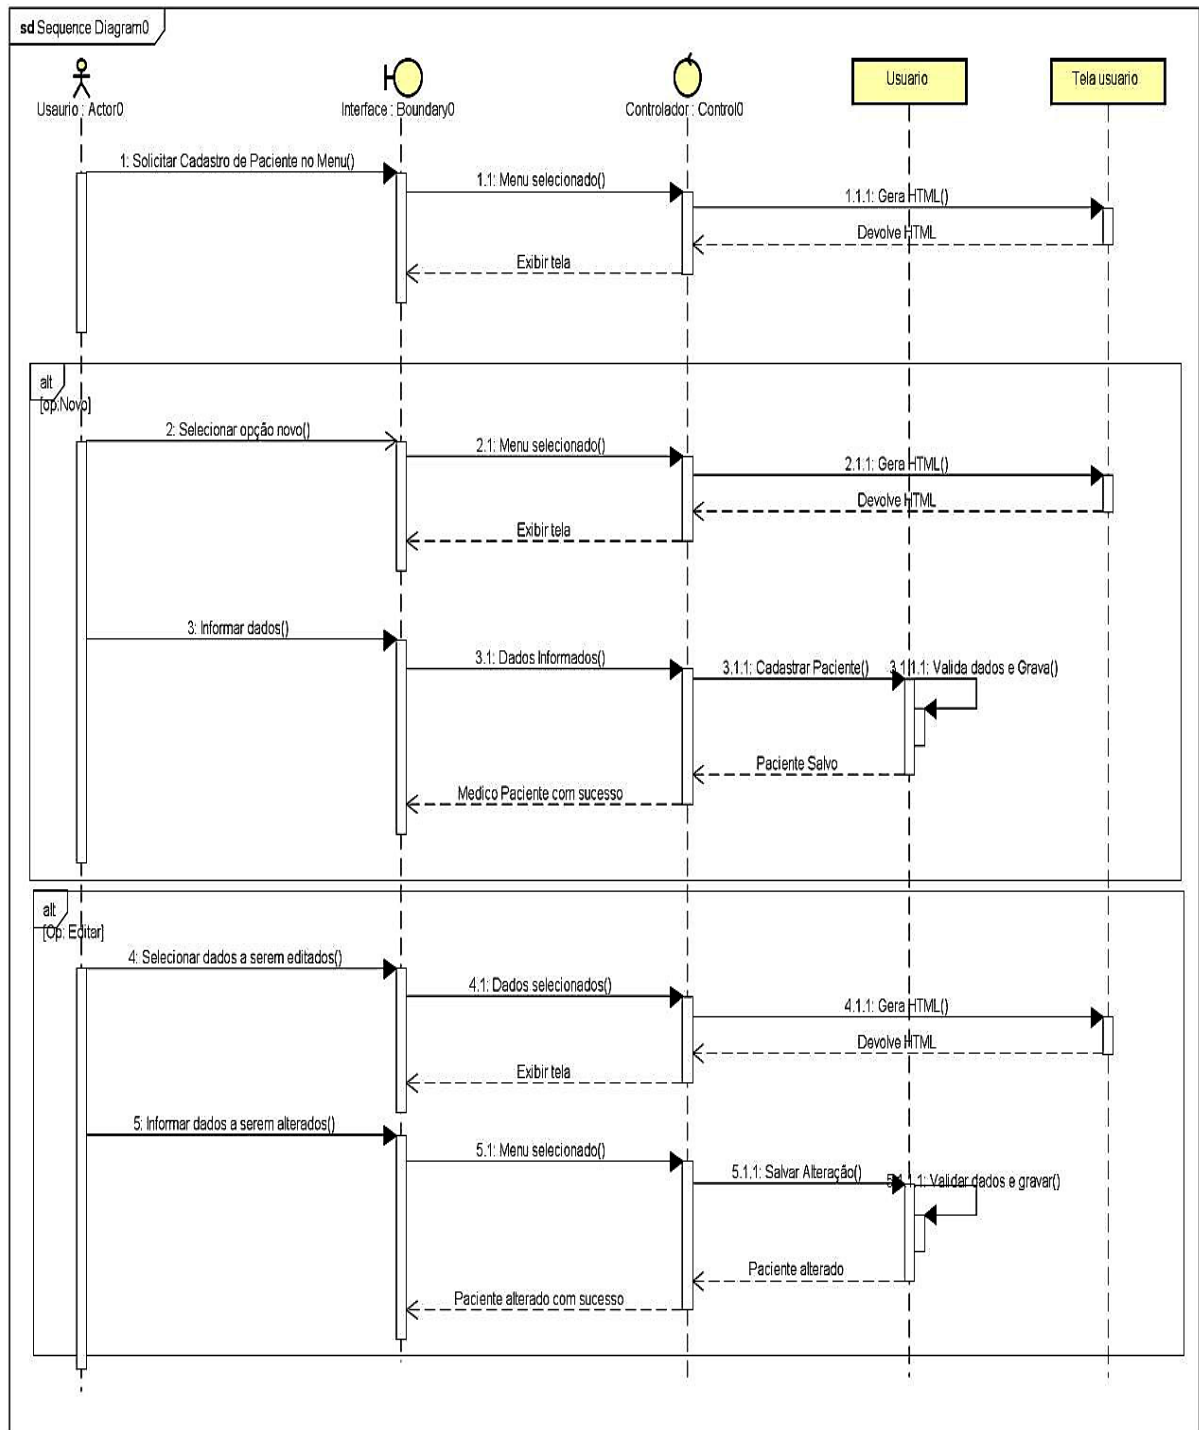 sd Sequence Diagram0
Usaurio : Actor0
Interface : Boundary0
Controlador : Control0
Usuario
Tela usuario
1: Solicitar Cadastro de Paciente no Menu()
1.1: Menu selecionado()
1.1.1: Gera HTML()
Devolve HTML
Exibir tela
alt
[op:Novo]
2: Selecionar opção novo()
2.1: Menu selecionado()
2.1.1: Gera HTML()
Devolve HTML
Exibir tela
3: Informar dados()
3.1: Dados Informados()
3.1.1: Cadastrar Paciente()
3.1.1.1: Valida dados e Grava()
Paciente Salvo
Medico Paciente com sucesso
alt
[Op: Editar]
4: Selecionar dados a serem editados()
4.1: Dados selecionados()
4.1.1: Gera HTML()
Devolve HTML
Exibir tela
5: Informar dados a serem alterados()
5.1: Menu selecionado()
5.1.1: Salvar Alteração()
5.1.1.1: Validar dados e gravar()
Paciente alterado
Paciente alterado com sucesso